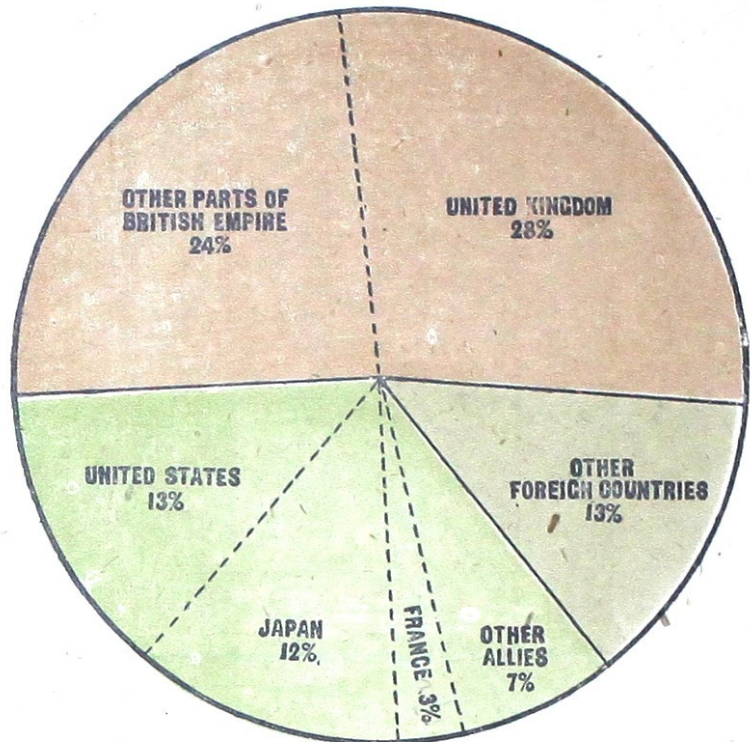 OTHER PARTS OF
BRITISH EMPIRE
24%
UNITED KINGDOM
28%
UNITED STATES
13%
OTHER
FOREIGN COUNTRIES
13%
JAPAN
12%.
FRANCE 3%
OTHER
ALLIES
7%